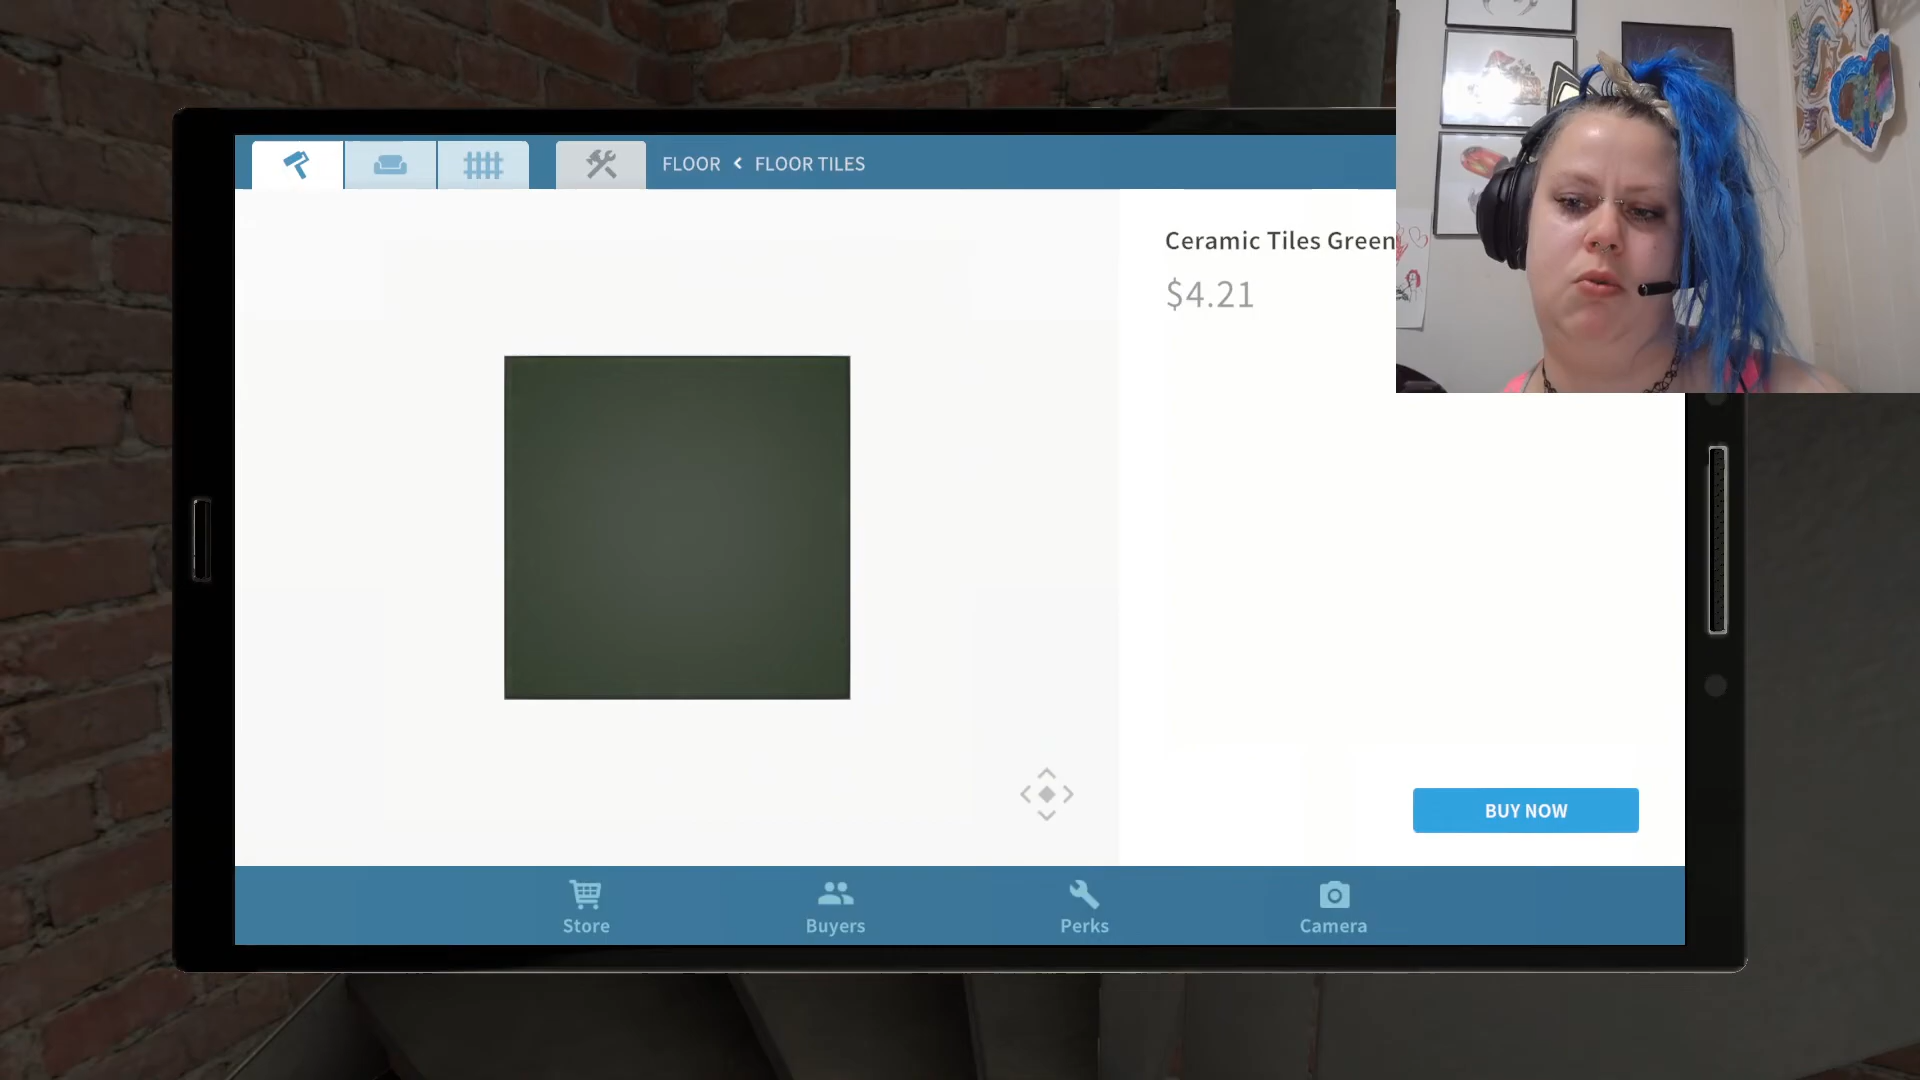 FLOOR < FLOOR TILES
Ceramic Tiles Green
$4.21
BUY NOW
Store
Buyers
Perks
Camera